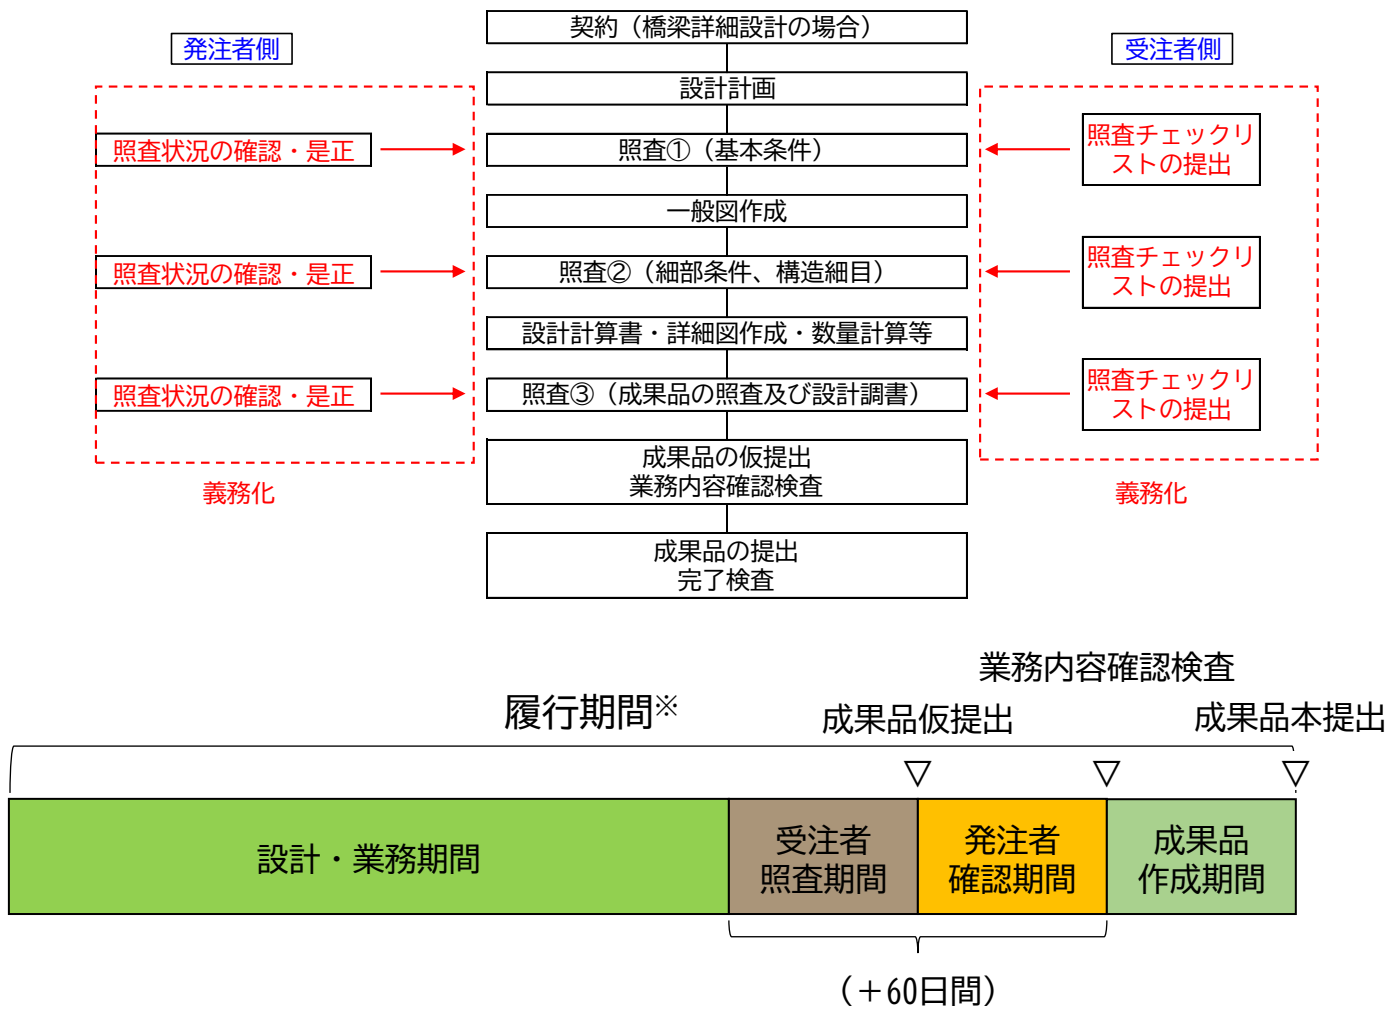 契約（橋梁詳細設計の場合）
発注者側
受注者側
設計計画
照査状況の確認・是正
照査①（基本条件）
照査チェックリ
ストの提出
一般図作成
照査状況の確認・是正
照査②（細部条件、構造細目）
照査チェックリ
ストの提出
設計計算書・詳細図作成・数量計算等
照査状況の確認・是正
照査③（成果品の照査及び設計調書）
照査チェックリ
ストの提出
成果品の仮提出
業務内容確認検査
義務化
義務化
成果品の提出
完了検査
業務内容確認検査
履行期間※
成果品仮提出
成果品本提出
設計・業務期間
受注者
照査期間
発注者
確認期間
成果品
作成期間
（＋60日間）